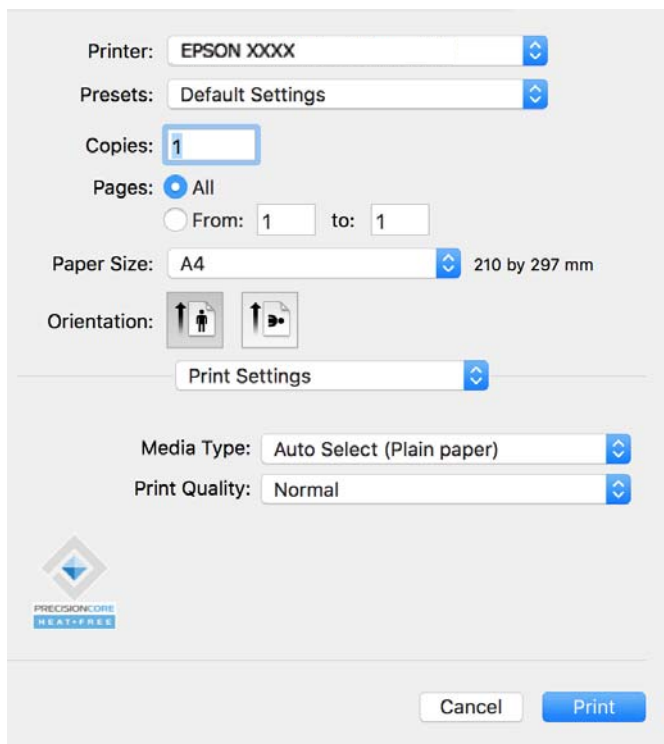 Printer: EPSON XXXX
Presets: Default Settings
Copies: 1
Pages: All
From: 1 to: 1
Paper Size: A4 210 by 297 mm
Orientation:
Print Settings
Media Type: Auto Select (Plain paper)
Print Quality: Normal
PRECISIONCORE
HEAT-FREE
Cancel Print